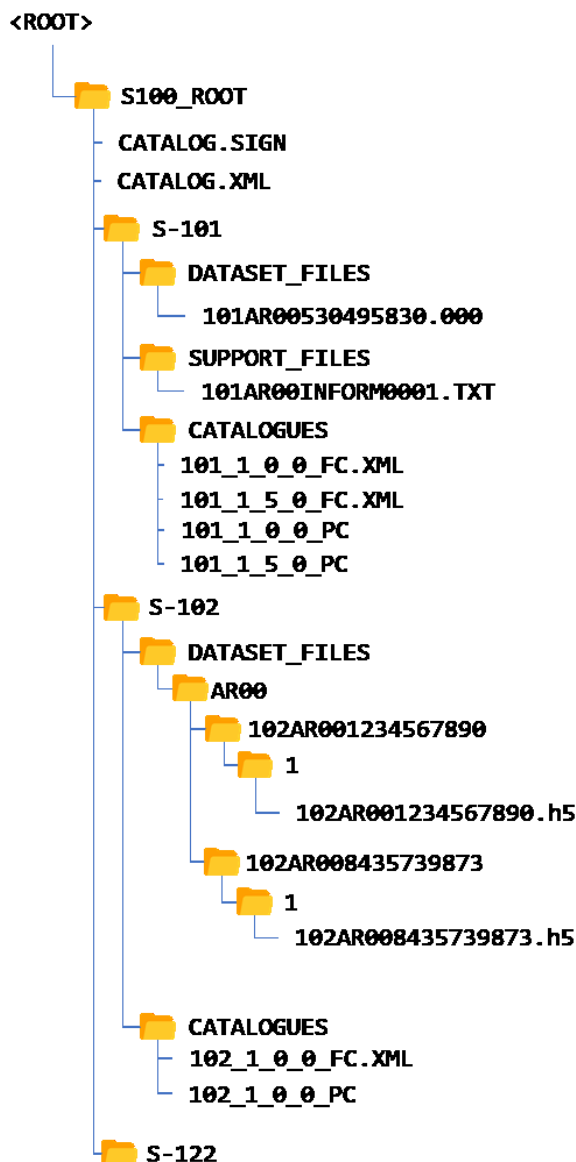 <ROOT>
S100_ROOT
CATALOG.SIGN
CATALOG.XML
S-101
DATASET_FILES
101AR00530495830.000
SUPPORT_FILES
101AR00INFORM0001.TXT
CATALOGUES
101_1_0_0_FC.XML
101_1_5_0_FC.XML
101_1_0_0_PC
101_1_5_0_PC
S-102
DATASET_FILES
AR00
102AR001234567890
1
102AR001234567890.h5
102AR008435739873
1
102AR008435739873.h5
CATALOGUES
102_1_0_0_FC.XML
102_1_0_0_PC
S-122